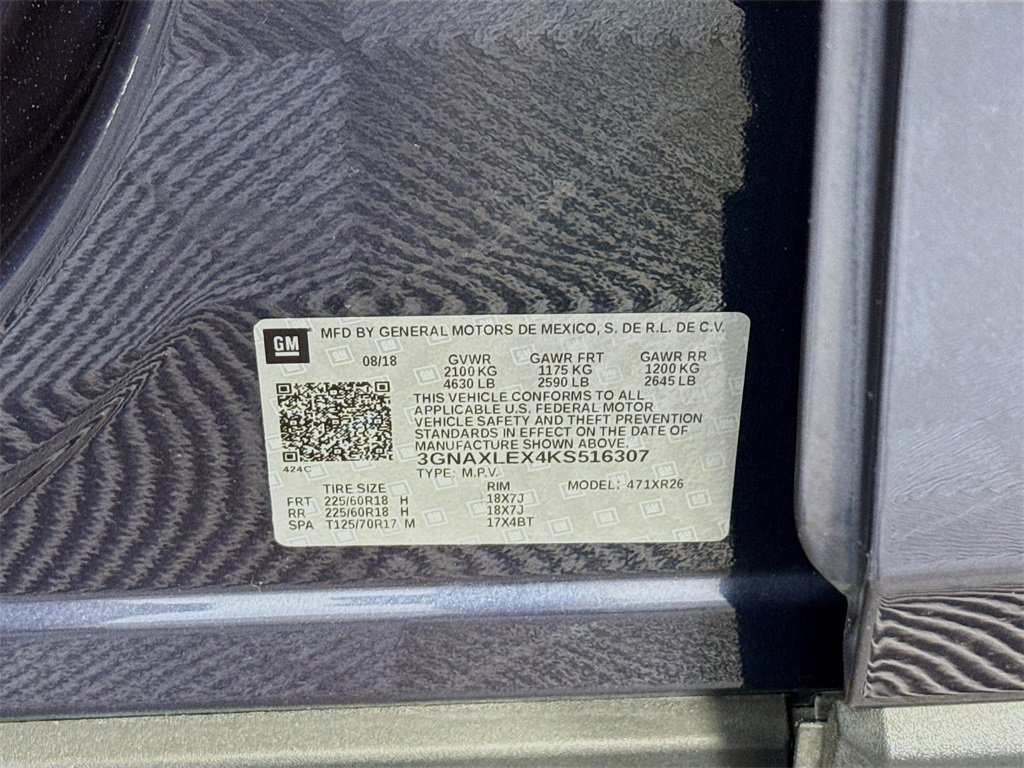 MFD BY GENERAL MOTORS DE MEXICO, S. DE R.L. DE C.V.
GM
08/18 GVWR GAWR FRT GAWR RR
2100 KG 1175 KG 1200 KG
4630 LB 2590 LB 2645 LB
THIS VEHICLE CONFORMS TO ALL
APPLICABLE U.S. FEDERAL MOTOR
VEHICLE SAFETY AND THEFT PREVENTION
STANDARDS IN EFFECT ON THE DATE OF
MANUFACTURE SHOWN ABOVE.
424C
3GNAXLEX4KS516307
TYPE: M.P.V.
TIRE SIZE RIM MODEL: 471XR26
FRT 225/60R18 H 18X7J
RR 225/60R18 H 18X7J
SPA T125/70R17 M 17X4BT